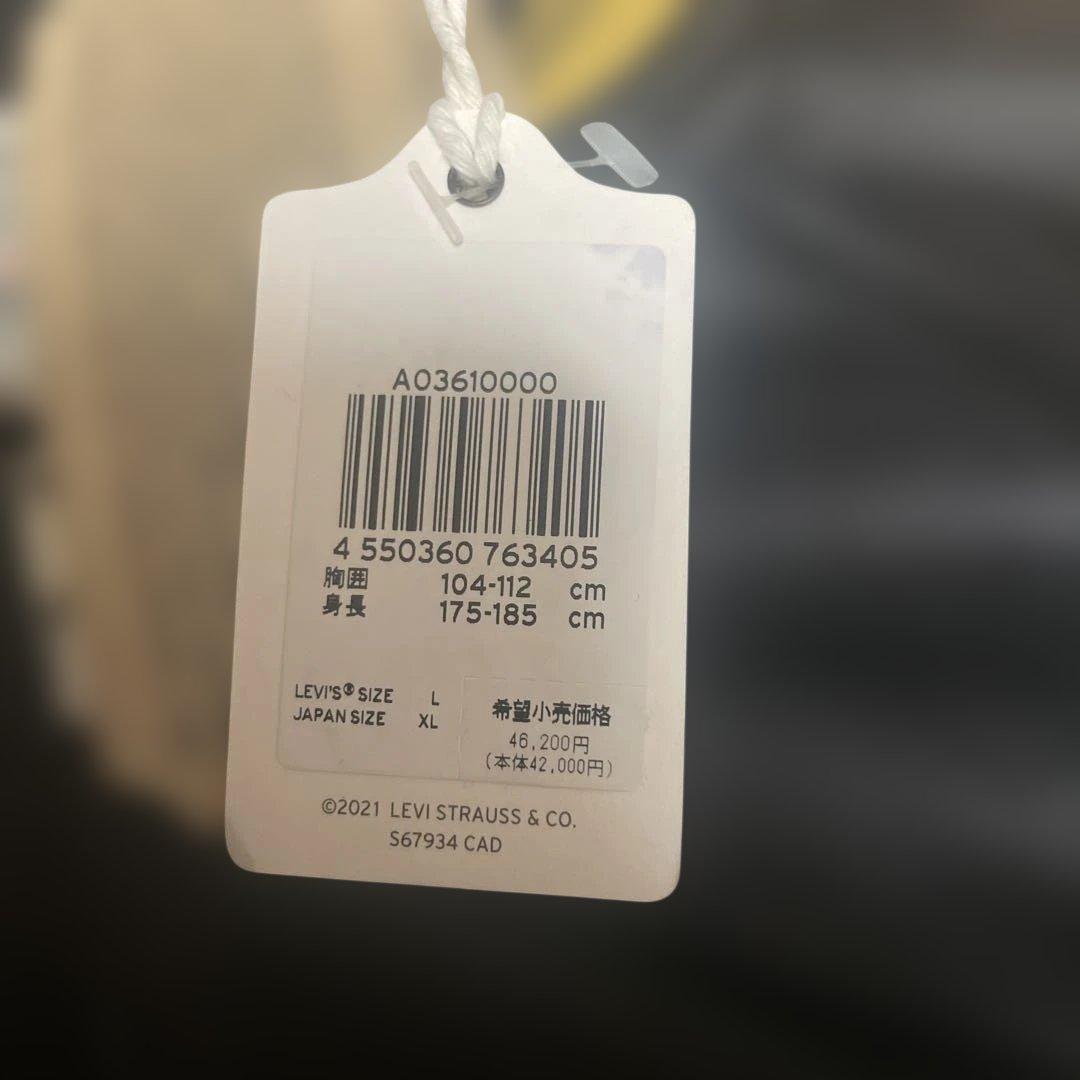 A03610000
4 550360 763405
胸囲 104-112 cm
身長 175-185 cm
LEVI'S® SIZE L
JAPAN SIZE XL
希望小売価格
46,200円
(本体42,000円)
©2021 LEVI STRAUSS & CO.
S67934 CAD